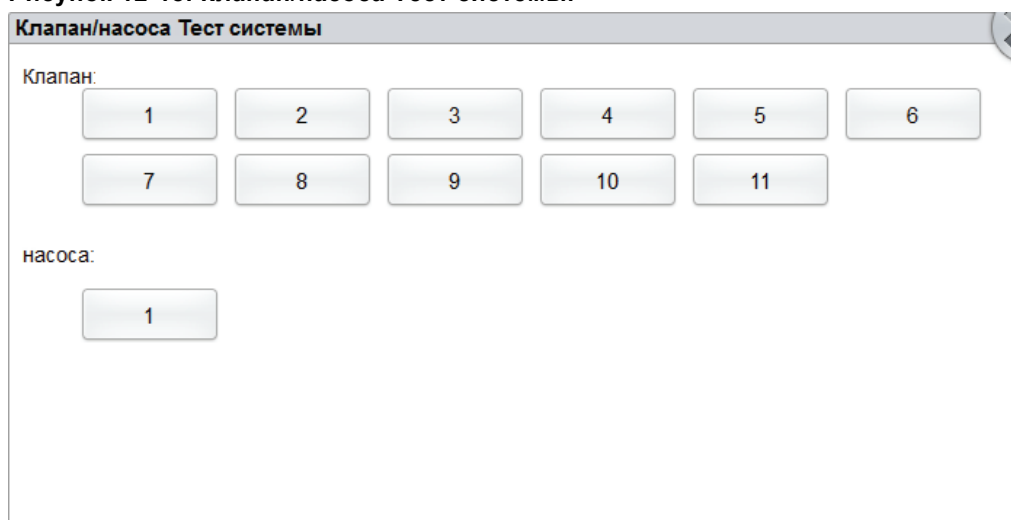 Клапан/насоса Тест системы
Клапан:
1 2 3 4 5 6
7 8 9 10 11
насоса:
1